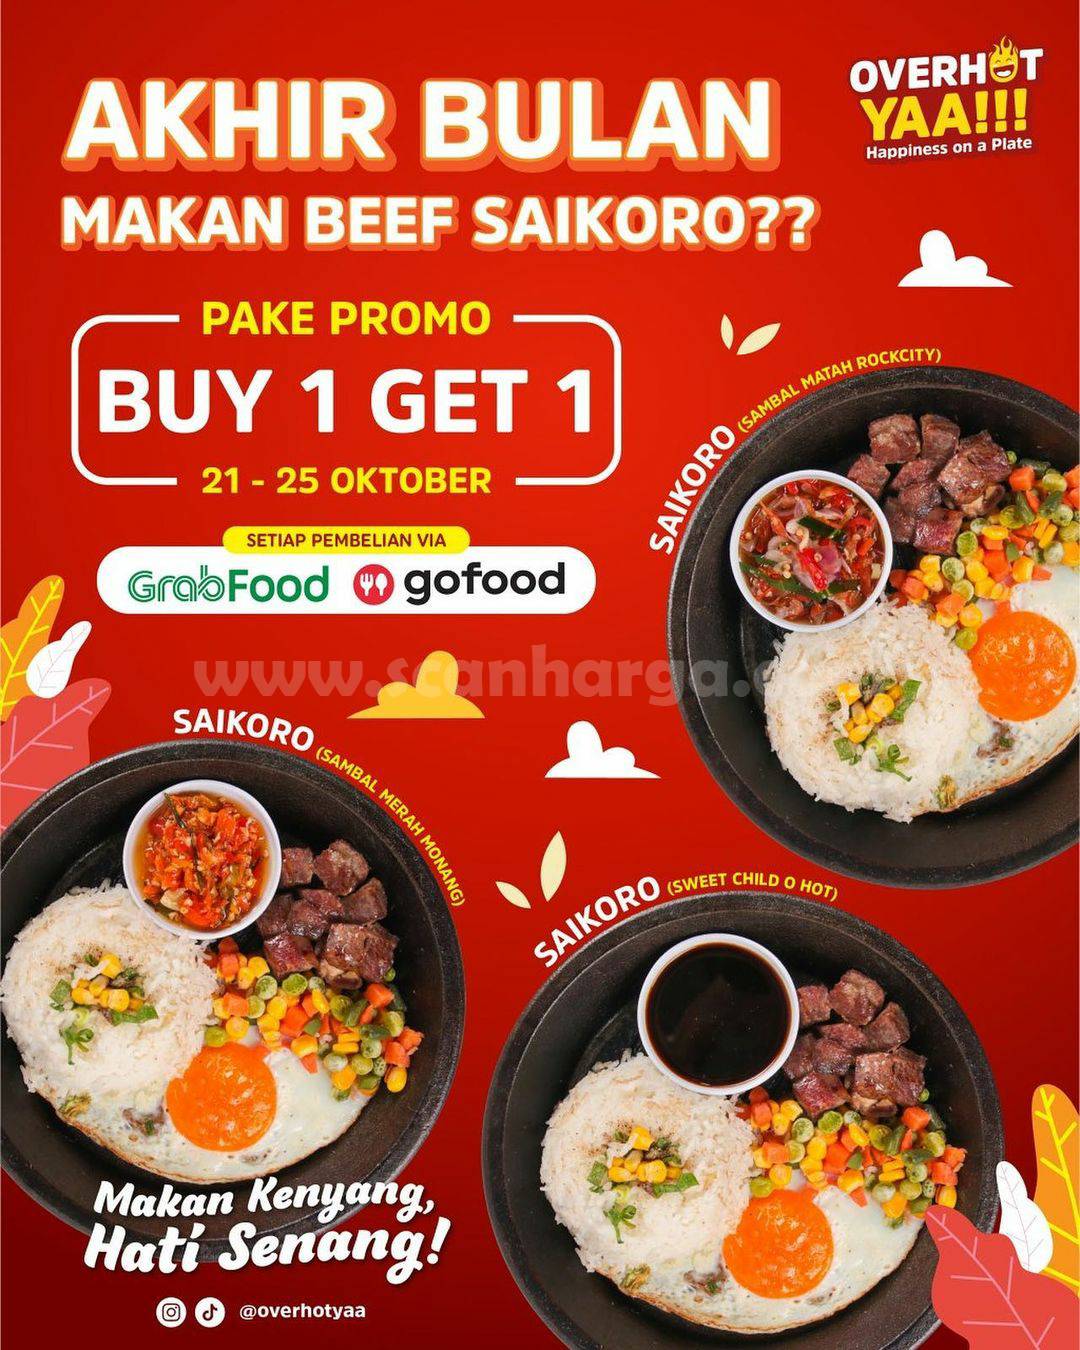 AKHIR BULAN
MAKAN BEEF SAIKORO??
OVERHOT
YAA!!!
Happiness on a Plate
PAKE PROMO
BUY 1 GET 1
21 - 25 OKTOBER
SETIAP PEMBELIAN VIA
GrabFood gofood
SAIKORO (SAMBAL MATAH ROCKCITY)
www.scanharga.
SAIKORO (SAMBAL MERAH MONANG)
SAIKORO (SWEET CHILD O HOT)
Makan Kenyang,
Hati Senang!
@overhotyaa